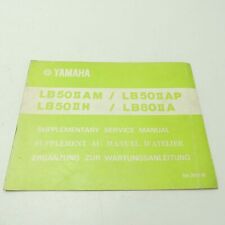 YAMAHA
LB50IIAM / LB50IIAP
LB50IIH / LB80IIA
SUPPLEMENTARY SERVICE MANUAL
SUPPLEMENT AU MANUEL D'ATELIER
ERGÄNZUNG ZUR WARTUNGSANLEITUNG